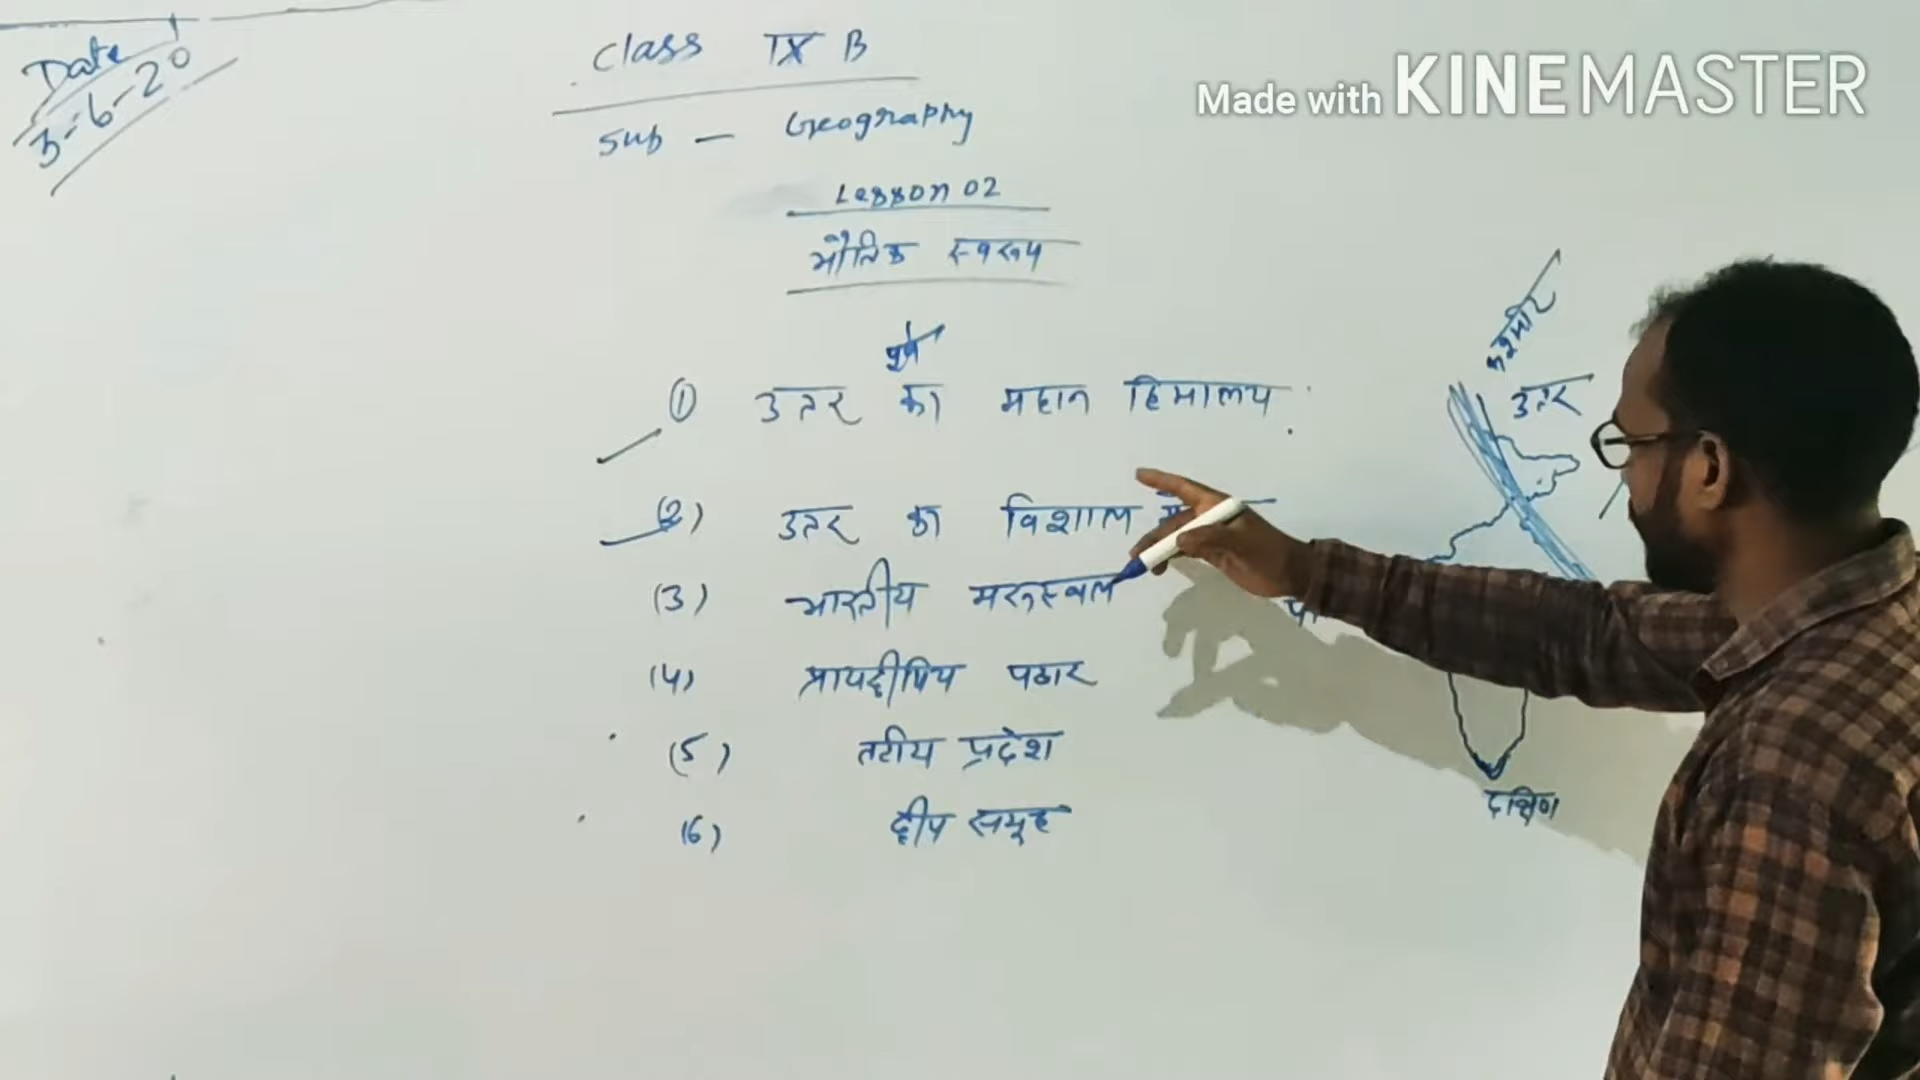 Date
3-6-20
Class IX B
Made with KINEMASTER
Sub - Geography
Lesson 02
भौतिक स्वरूप
① उत्तर का महान हिमालय
(2) उत्तर का विशाल
(3) भारतीय मरुस्थल
(4) प्रायद्वीपिय पठार
(5) तटीय प्रदेश
(6) द्वीप समूह
कश्मीर
उत्तर
दक्षिण